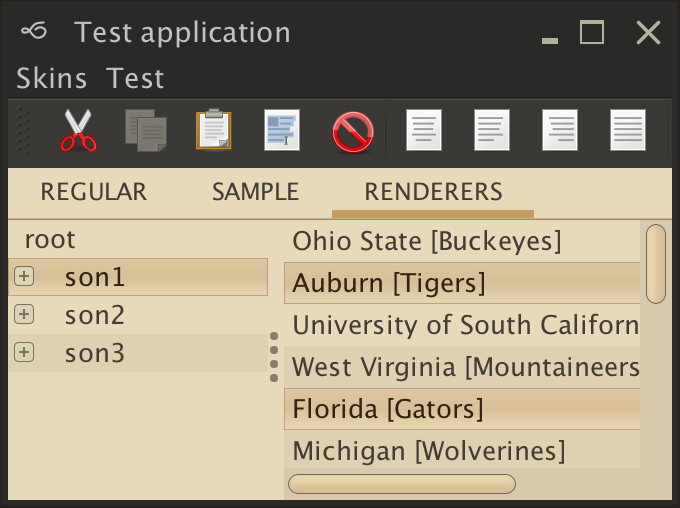 Test application
Skins Test
REGULAR SAMPLE RENDERERS
root
son1
son2
son3
Ohio State [Buckeyes]
Auburn [Tigers]
University of South Californ
West Virginia [Mountaineers
Florida [Gators]
Michigan [Wolverines]